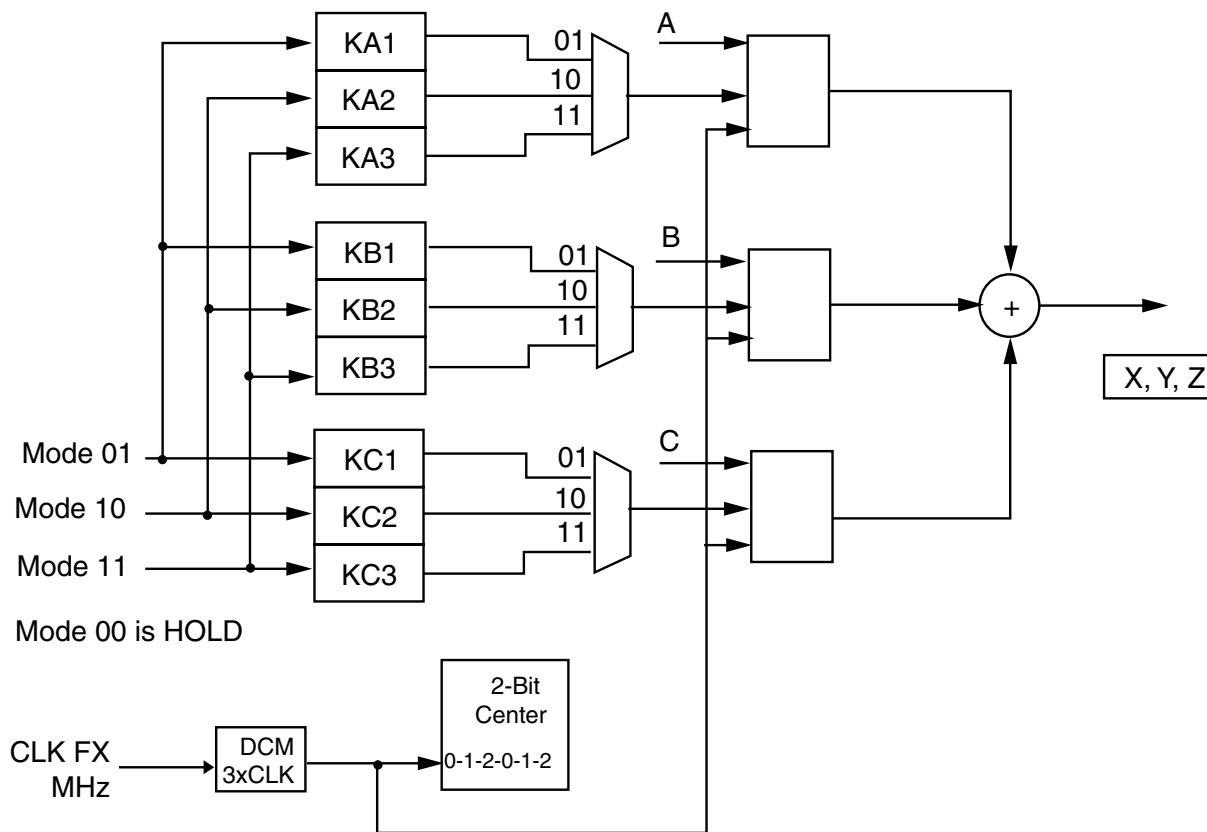 KA1
KA2
KA3
01
10
11
A
KB1
KB2
KB3
01
10
11
B
+
X, Y, Z
Mode 01
Mode 10
Mode 11
KC1
KC2
KC3
01
10
11
C
Mode 00 is HOLD
CLK FX
MHz
DCM
3xCLK
2-Bit
Center
0-1-2-0-1-2